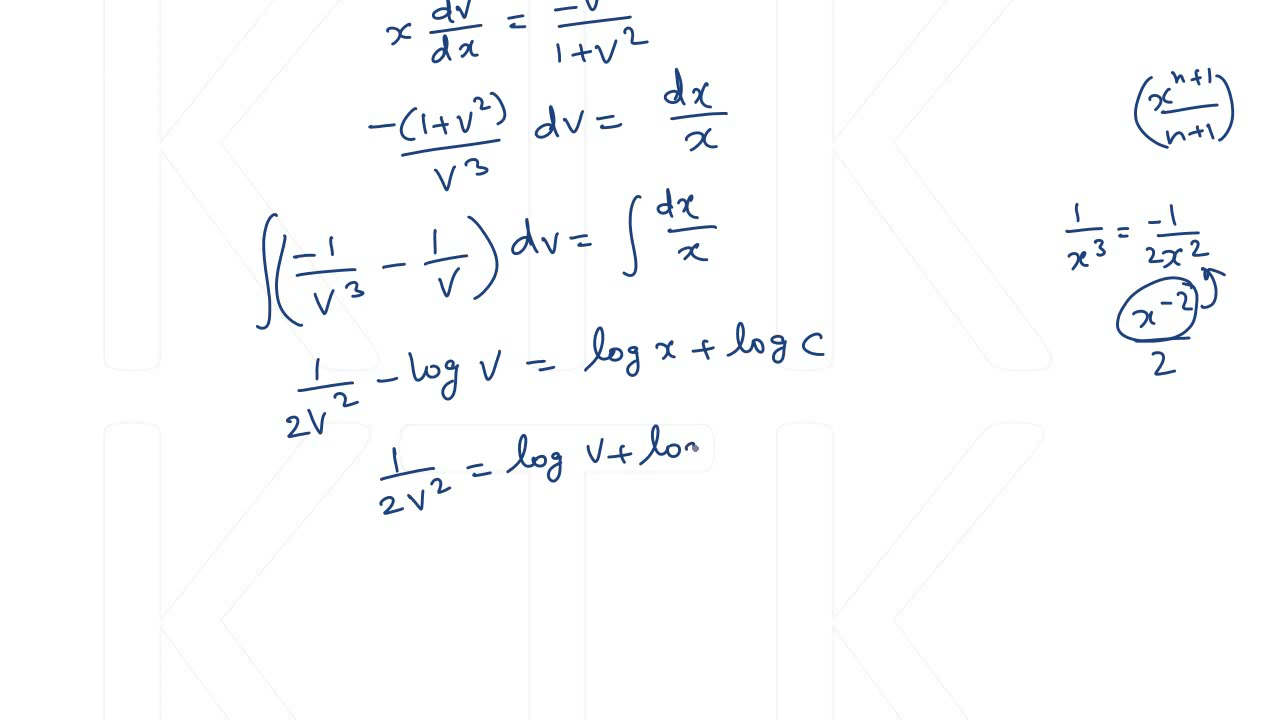 x dv/dx = -v/1+v²
-(1+v²)/v³ dv = dx/x
∫(-1/v³ - 1/v) dv = ∫ dx/x
1/2v² - log v = log x + log c
1/2v² = log v + lo
(x^n+1/n+1)
1/x³ = -1/2x²
x^-2/2